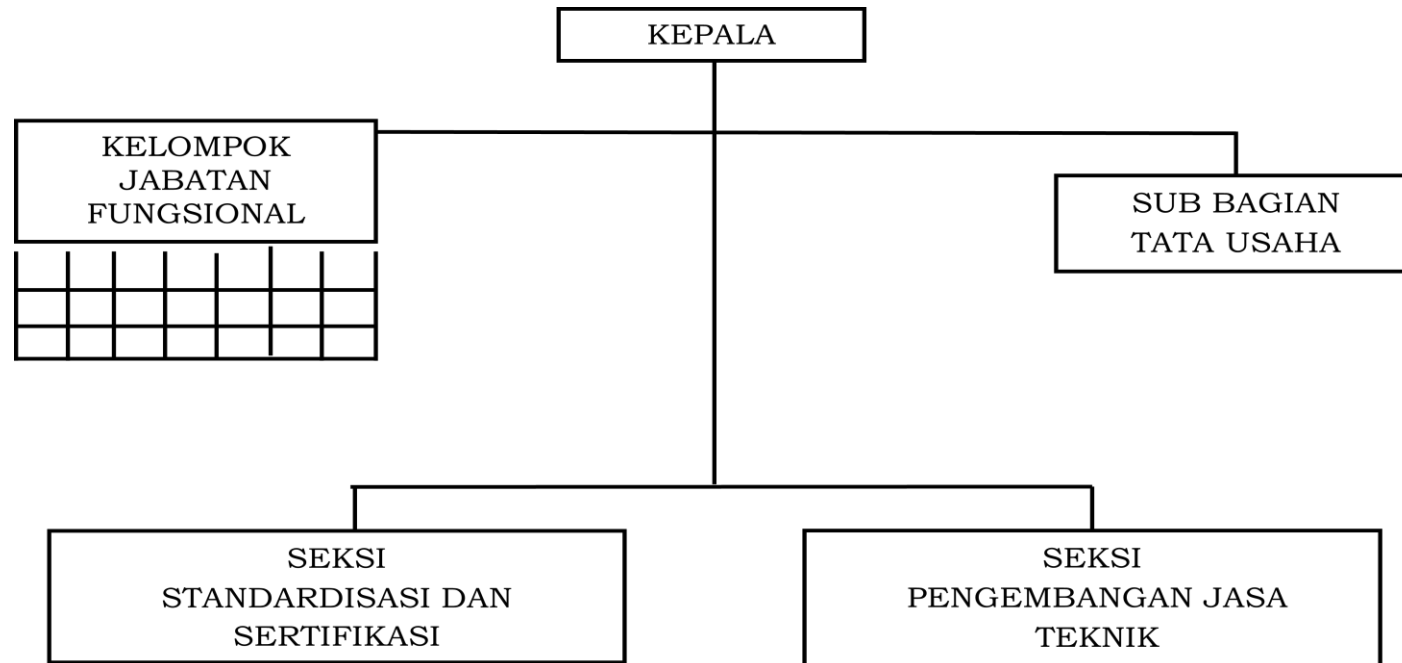 KEPALA
KELOMPOK
JABATAN
FUNGSIONAL
SUB BAGIAN
TATA USAHA
SEKSI
STANDARDISASI DAN
SERTIFIKASI
SEKSI
PENGEMBANGAN JASA
TEKNIK